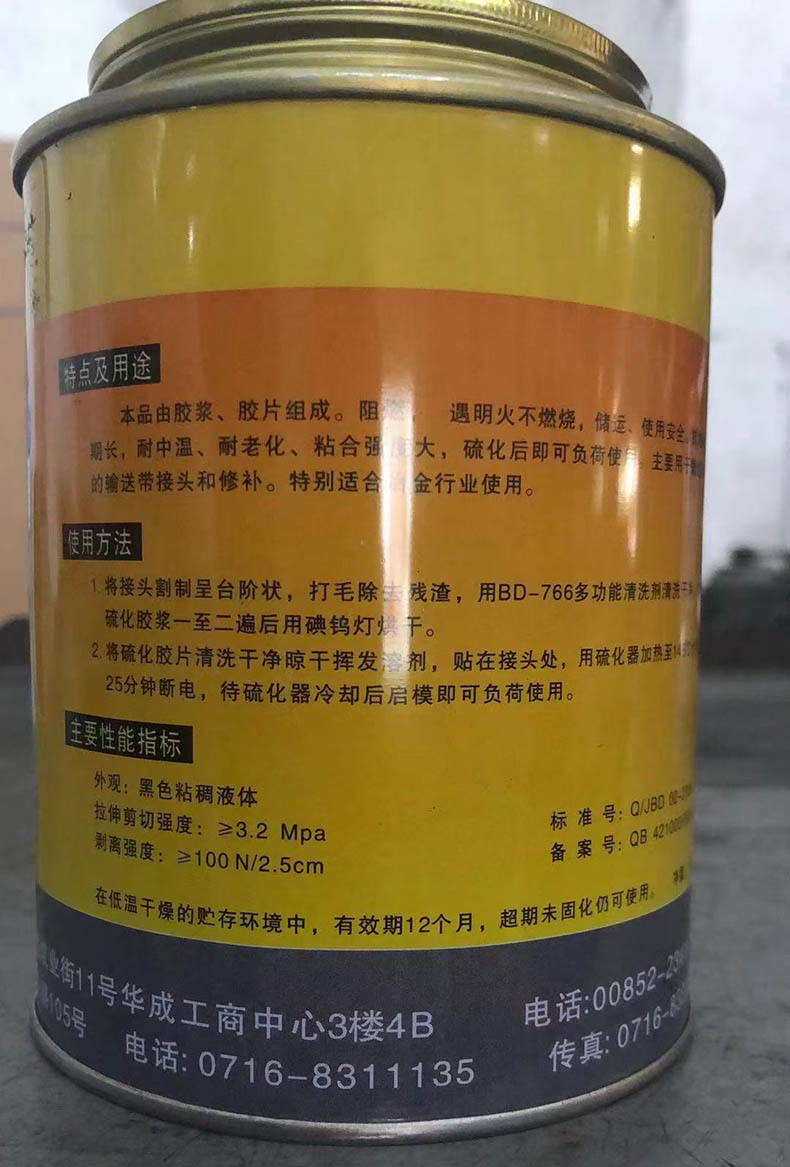 特点及用途
本品由胶浆、胶片组成。阻燃， 遇明火不燃烧，储运、使用安全，
期长，耐中温、耐老化、粘合强度大，硫化后即可负荷使用。主要用于
的输送带接头和修补。特别适合冶金行业使用。
使用方法
1.将接头割制呈台阶状，打毛除去残渣，用BD-766多功能清洗剂清洗干净，
硫化胶浆一至二遍后用碘钨灯烘干。
2.将硫化胶片清洗干净晾干挥发溶剂，贴在接头处，用硫化器加热至
25分钟断电，待硫化器冷却后启模即可负荷使用。
主要性能指标
外观：黑色粘稠液体
拉伸剪切强度：≥3.2 Mpa
剥离强度：≥100 N/2.5cm
标 准 号：Q/JBD
备 案 号：QB
在低温干燥的贮存环境中，有效期12个月，超期未固化仍可使用。 净重
业街11号华成工商中心3楼4B 电话:00852-
105号 电话: 0716-8311135 传真: 0716-